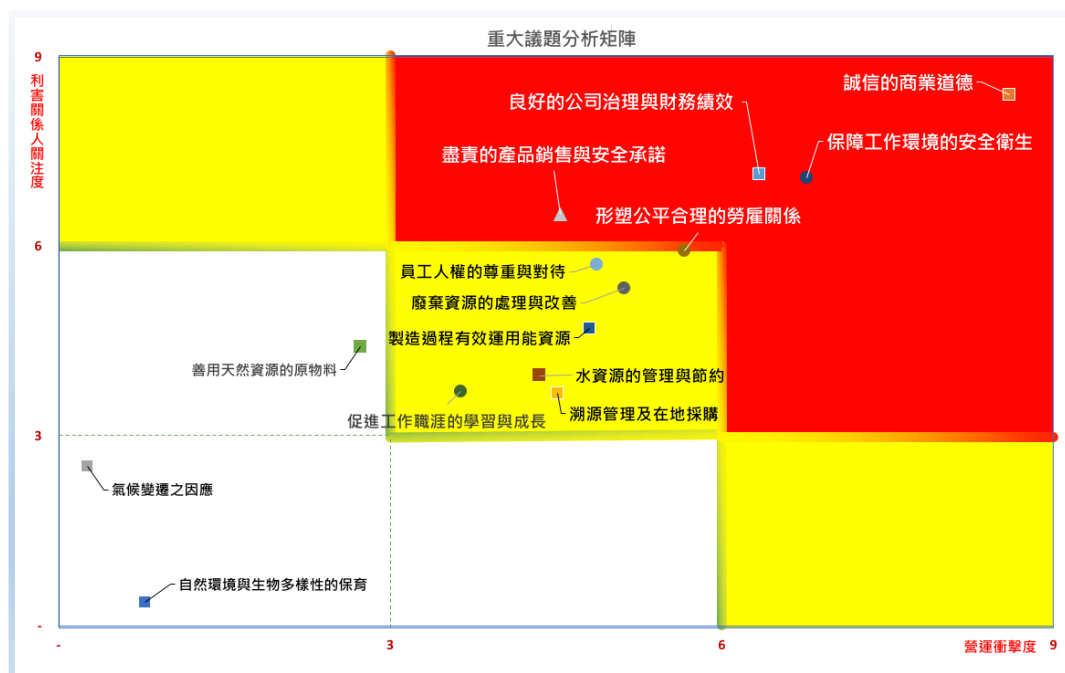 重大議題分析矩陣
9
利害關係人關注度
誠信的商業道德
良好的公司治理與財務績效
保障工作環境的安全衛生
盡責的產品銷售與安全承諾
形塑公平合理的勞雇關係
6
員工人權的尊重與對待
廢棄資源的處理與改善
製造過程有效運用能資源
善用天然資源的原物料
水資源的管理與節約
溯源管理及在地採購
促進工作職涯的學習與成長
3
氣候變遷之因應
自然環境與生物多樣性的保育
-
- 3 6 營運衝擊度 9